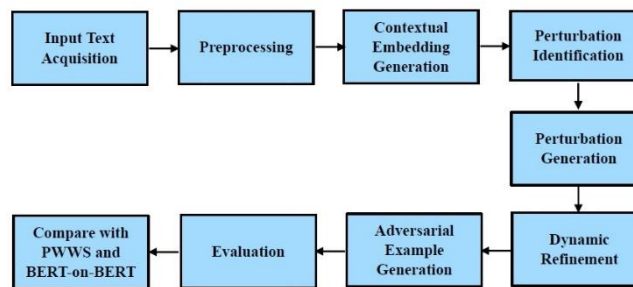 Input Text
Acquisition
Preprocessing
Contextual
Embedding
Generation
Perturbation
Identification
Perturbation
Generation
Dynamic
Refinement
Adversarial
Example
Generation
Evaluation
Compare with
PWWS and
BERT-on-BERT